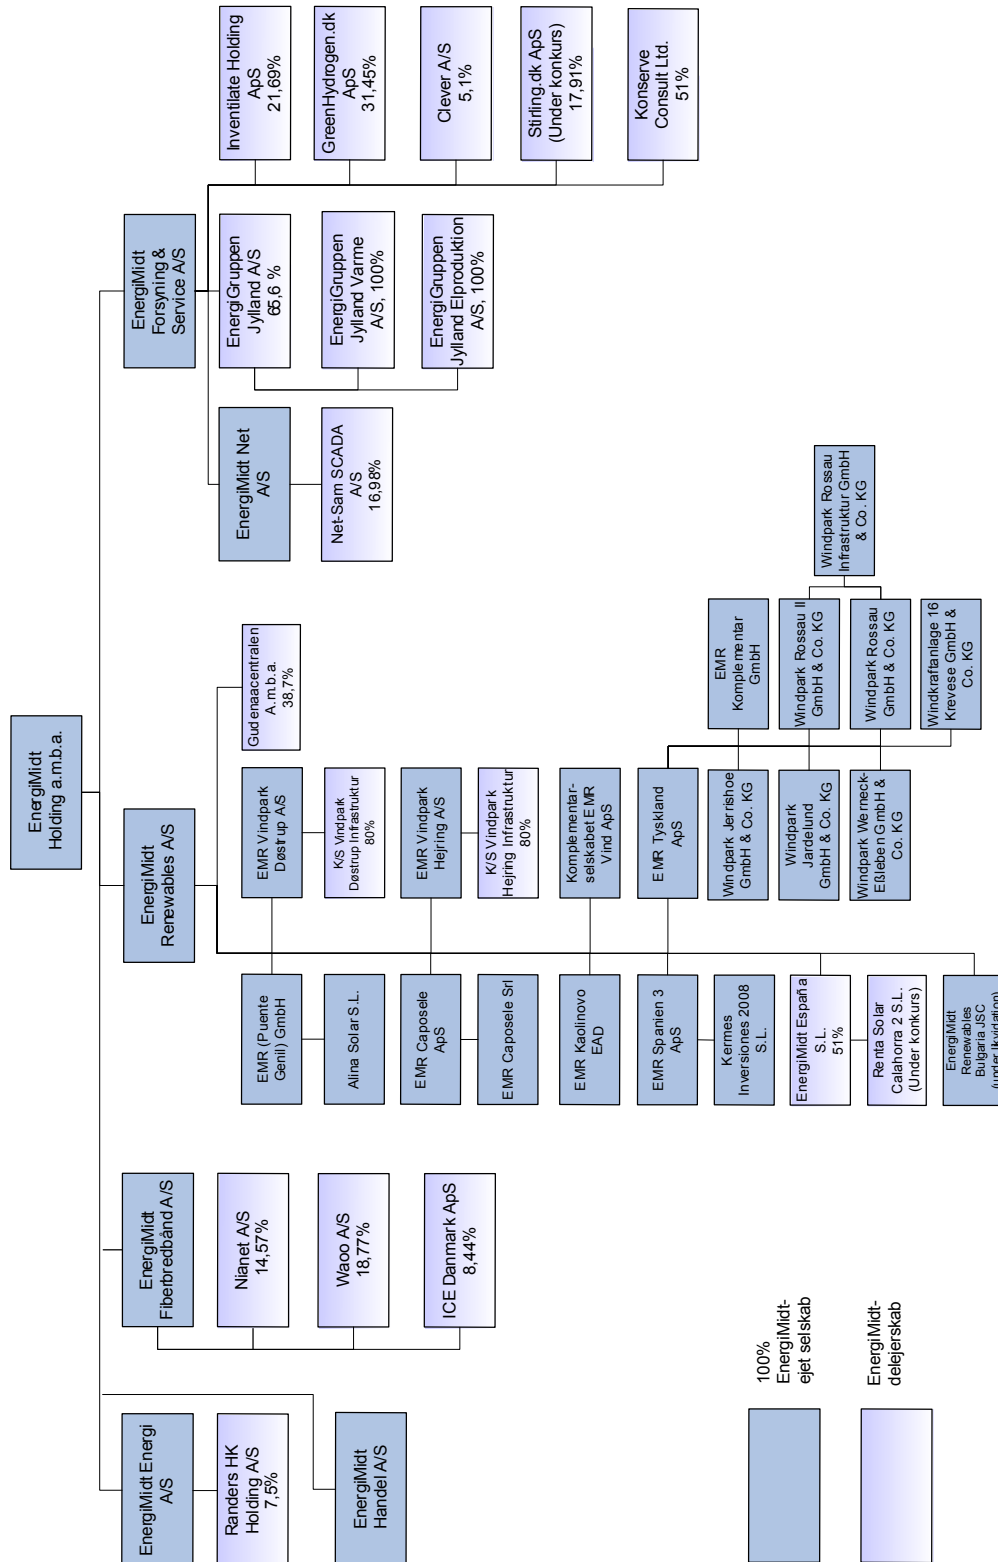 EnergiMidt
Holding a.m.b.a.
EnergiMidt Energi
A/S
Randers HK
Holding A/S
7,5%
EnergiMidt
Handel A/S
EnergiMidt
Fiberbredbånd A/S
Nianet A/S
14,57%
Waoo A/S
18,77%
ICE Danmark ApS
8,44%
EnergiMidt
Renewables A/S
EMR (Puente
Genil) GmbH
Alina Solar S.L.
EMR Caposele
ApS
EMR Caposele Srl
EMR Kaolinovo
EAD
EMR Spanien 3
ApS
Kermes
Inversiones 2008
S.L.
EnergiMidt España
S.L.
51%
Renta Solar
Calahorra 2 S.L.
(Under konkurs)
EnergiMidt
Renewables
Bulgaria JSC
(under likvidation)
EMR Vindpark
Døstrup A/S
K/S Vindpark
Døstrup Infrastruktur
80%
EMR Vindpark
Hejring A/S
K/S Vindpark
Hejring Infrastruktur
80%
Komplementar-
selskabet EMR
Vind ApS
EMR Tyskland
ApS
Gudenaacentralen
A.m.b.a.
38,7%
Windpark Jerrishoe
GmbH & Co. KG
Windpark
Jardelund
GmbH & Co. KG
Windpark Werneck-
Eßleben GmbH &
Co. KG
EMR
Komplementar
GmbH
Windpark Rossau II
GmbH & Co. KG
Windpark Rossau
GmbH & Co. KG
Windkraftanlage 16
Krevese GmbH &
Co. KG
Windpark Rossau
Infrastruktur GmbH
& Co. KG
EnergiMidt
Forsyning &
Service A/S
EnergiMidt Net
A/S
Net-Sam SCADA
A/S
16,98%
EnergiGruppen
Jylland A/S
65,6 %
EnergiGruppen
Jylland Varme
A/S, 100%
EnergiGruppen
Jylland Elproduktion
A/S, 100%
Inventilate Holding
ApS
21,69%
GreenHydrogen.dk
ApS
31,45%
Clever A/S
5,1%
Stirling.dk ApS
(Under konkurs)
17,91%
Konserve
Consult Ltd.
51%
100%
EnergiMidt-
ejet selskab
EnergiMidt-
delejerskab